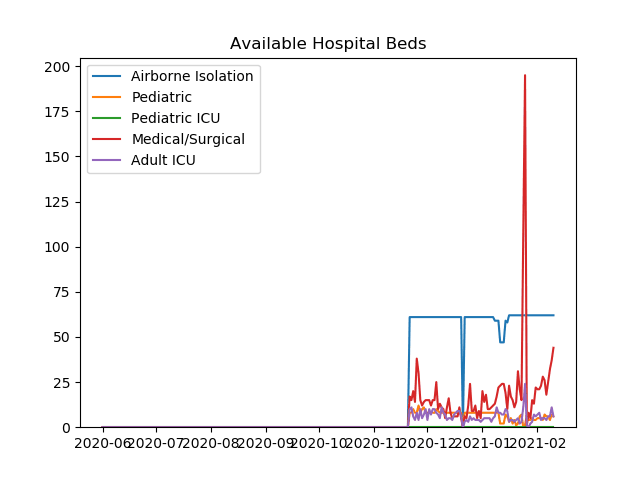 Available Hospital Beds
200
175
150
125
100
75
50
25
0
Airborne Isolation
Pediatric
Pediatric ICU
Medical/Surgical
Adult ICU
2020-06 2020-07 2020-08 2020-09 2020-10 2020-11 2020-12 2021-01 2021-02